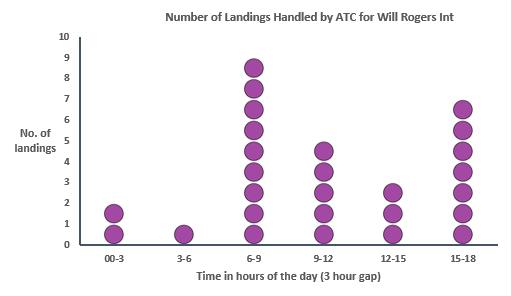 Number of Landings Handled by ATC for Will Rogers Int
10
9
8
7
6
5
4
3
2
1
0
No. of
landings
00-3 3-6 6-9 9-12 12-15 15-18
Time in hours of the day (3 hour gap)